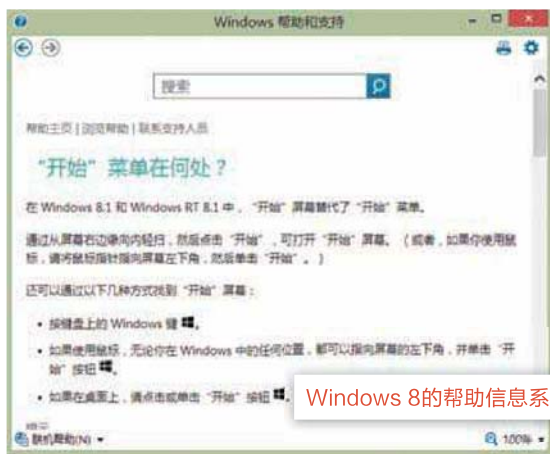 Windows 帮助和支持
搜索
帮助主页 | 浏览帮助 | 联系支持人员
“开始”菜单在何处？
在 Windows 8.1 和 Windows RT 8.1 中，“开始”屏幕替代了“开始”菜单。
通过从屏幕右边缘向内轻扫，然后点击“开始”，可打开“开始”屏幕。（或者，如果你使用鼠
标，请将鼠标指针指向屏幕左下角，然后单击“开始”。）
还可以通过以下几种方式找到“开始”屏幕：
• 按键盘上的 Windows 键 。
• 如果使用鼠标，无论你在 Windows 中的任何位置，都可以指向屏幕的左下角，并单击“开
始”按钮 。
• 如果在桌面上，请点击或单击“开始”按钮 。
Windows 8的帮助信息系
联机帮助(N)
100%